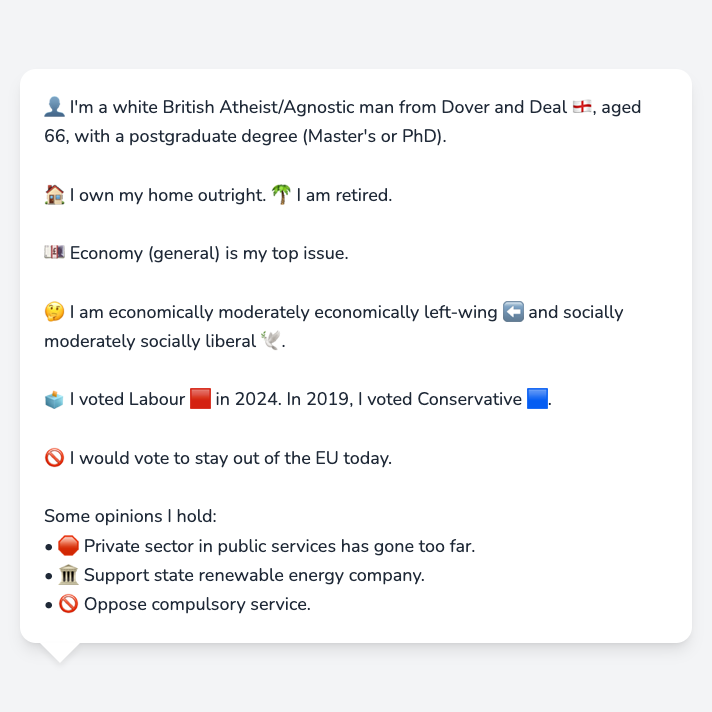 👤 I'm a white British Atheist/Agnostic man from Dover and Deal 🏴󠁧󠁢󠁥󠁮󠁧󠁿, aged
66, with a postgraduate degree (Master's or PhD).
🏠 I own my home outright. 🌴 I am retired.
💷 Economy (general) is my top issue.
🤔 I am economically moderately economically left-wing ⬅️ and socially
moderately socially liberal 🕊️.
🗳️ I voted Labour 🟥 in 2024. In 2019, I voted Conservative 🟦.
🚫 I would vote to stay out of the EU today.
Some opinions I hold:
• 🛑 Private sector in public services has gone too far.
• 🏛️ Support state renewable energy company.
• 🚫 Oppose compulsory service.